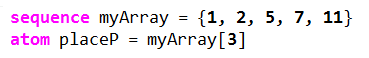 sequence myArray = {1, 2, 5, 7, 11}
atom placeP = myArray[3]